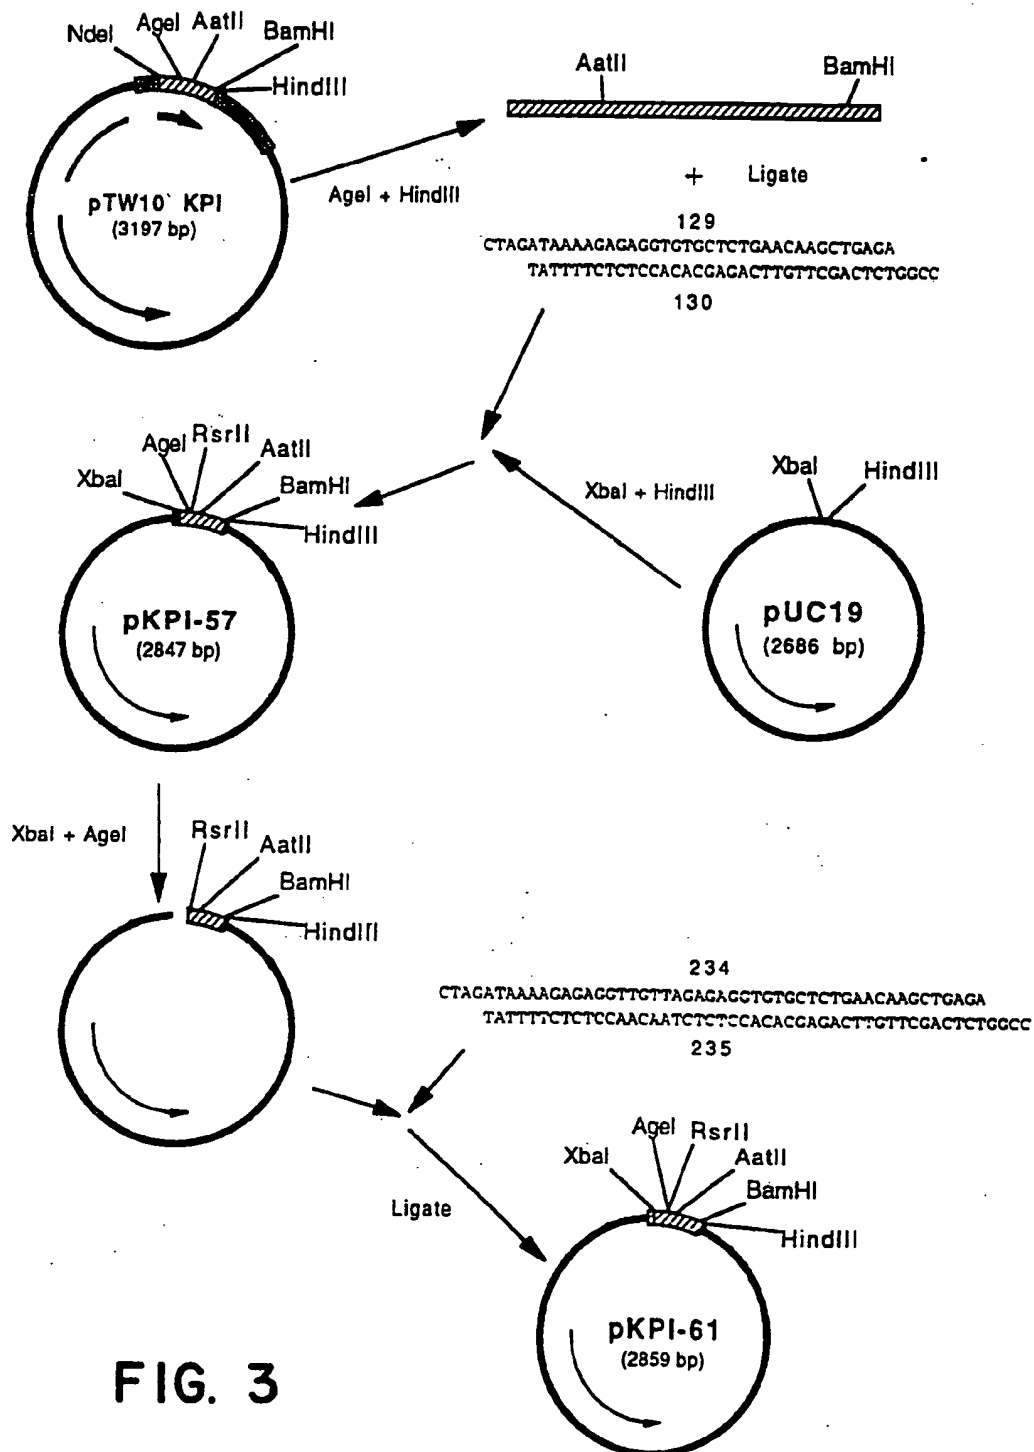 NdeI
AgeI
AatII
BamHI
HindIII
pTW10` KPI
(3197 bp)
AgeI + HindIII
AatII
BamHI
+ Ligate
129
CTAGATAAAAGAGAGGTGTGCTCTGAACAAGCTGAGA
TATTTTCTCTCCACACGAGACTTGTTCGACTCTGGCC
130
XbaI
AgeI
RsrII
AatII
BamHI
HindIII
pKPI-57
(2847 bp)
XbaI + HindIII
XbaI
HindIII
pUC19
(2686 bp)
XbaI + AgeI
RsrII
AatII
BamHI
HindIII
234
CTAGATAAAAGAGAGGTTGTTAGAGAGGTGTGCTCTGAACAAGCTGAGA
TATTTTCTCTCCAACAATCTCTCCACACGAGACTTGTTCGACTCTGGCC
235
Ligate
XbaI
AgeI
RsrII
AatII
BamHI
HindIII
pKPI-61
(2859 bp)
FIG. 3